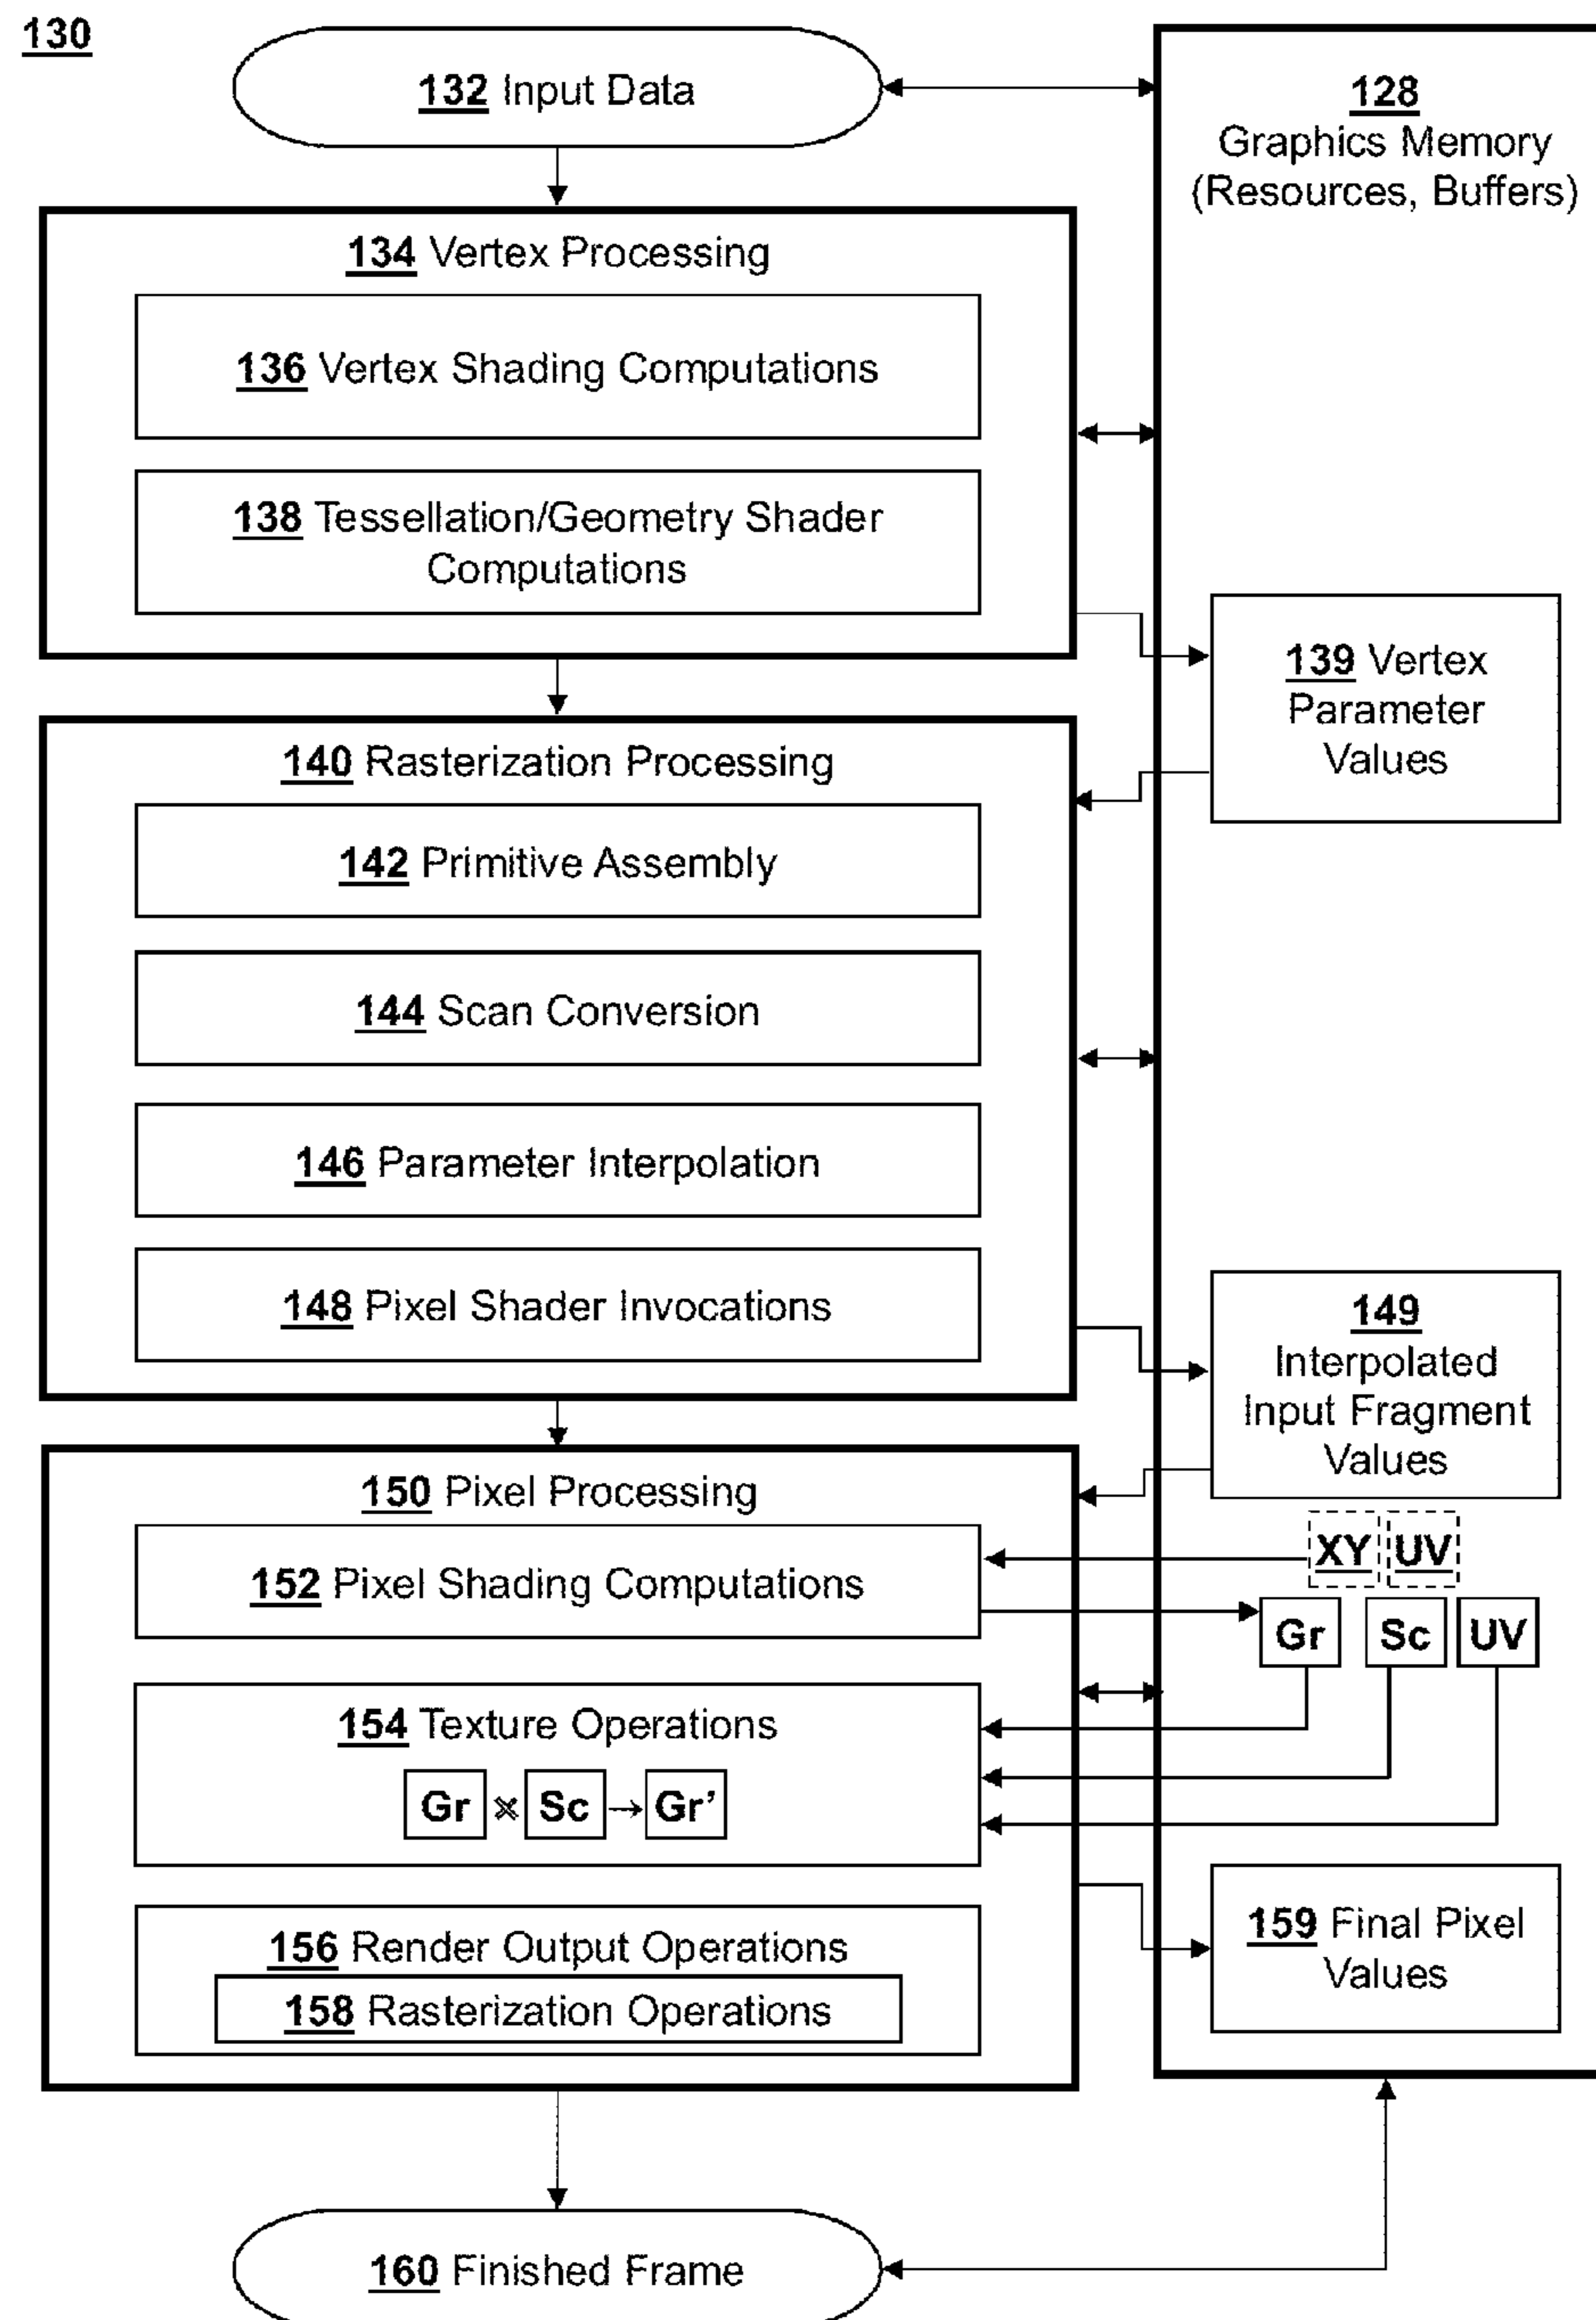 130
132 Input Data
128
Graphics Memory
(Resources, Buffers)
134 Vertex Processing
136 Vertex Shading Computations
138 Tessellation/Geometry Shader
Computations
139 Vertex
Parameter
Values
140 Rasterization Processing
142 Primitive Assembly
144 Scan Conversion
146 Parameter Interpolation
148 Pixel Shader Invocations
149
Interpolated
Input Fragment
Values
150 Pixel Processing
XY UV
152 Pixel Shading Computations
Gr Sc UV
154 Texture Operations
Gr × Sc → Gr’
156 Render Output Operations
158 Rasterization Operations
159 Final Pixel
Values
160 Finished Frame